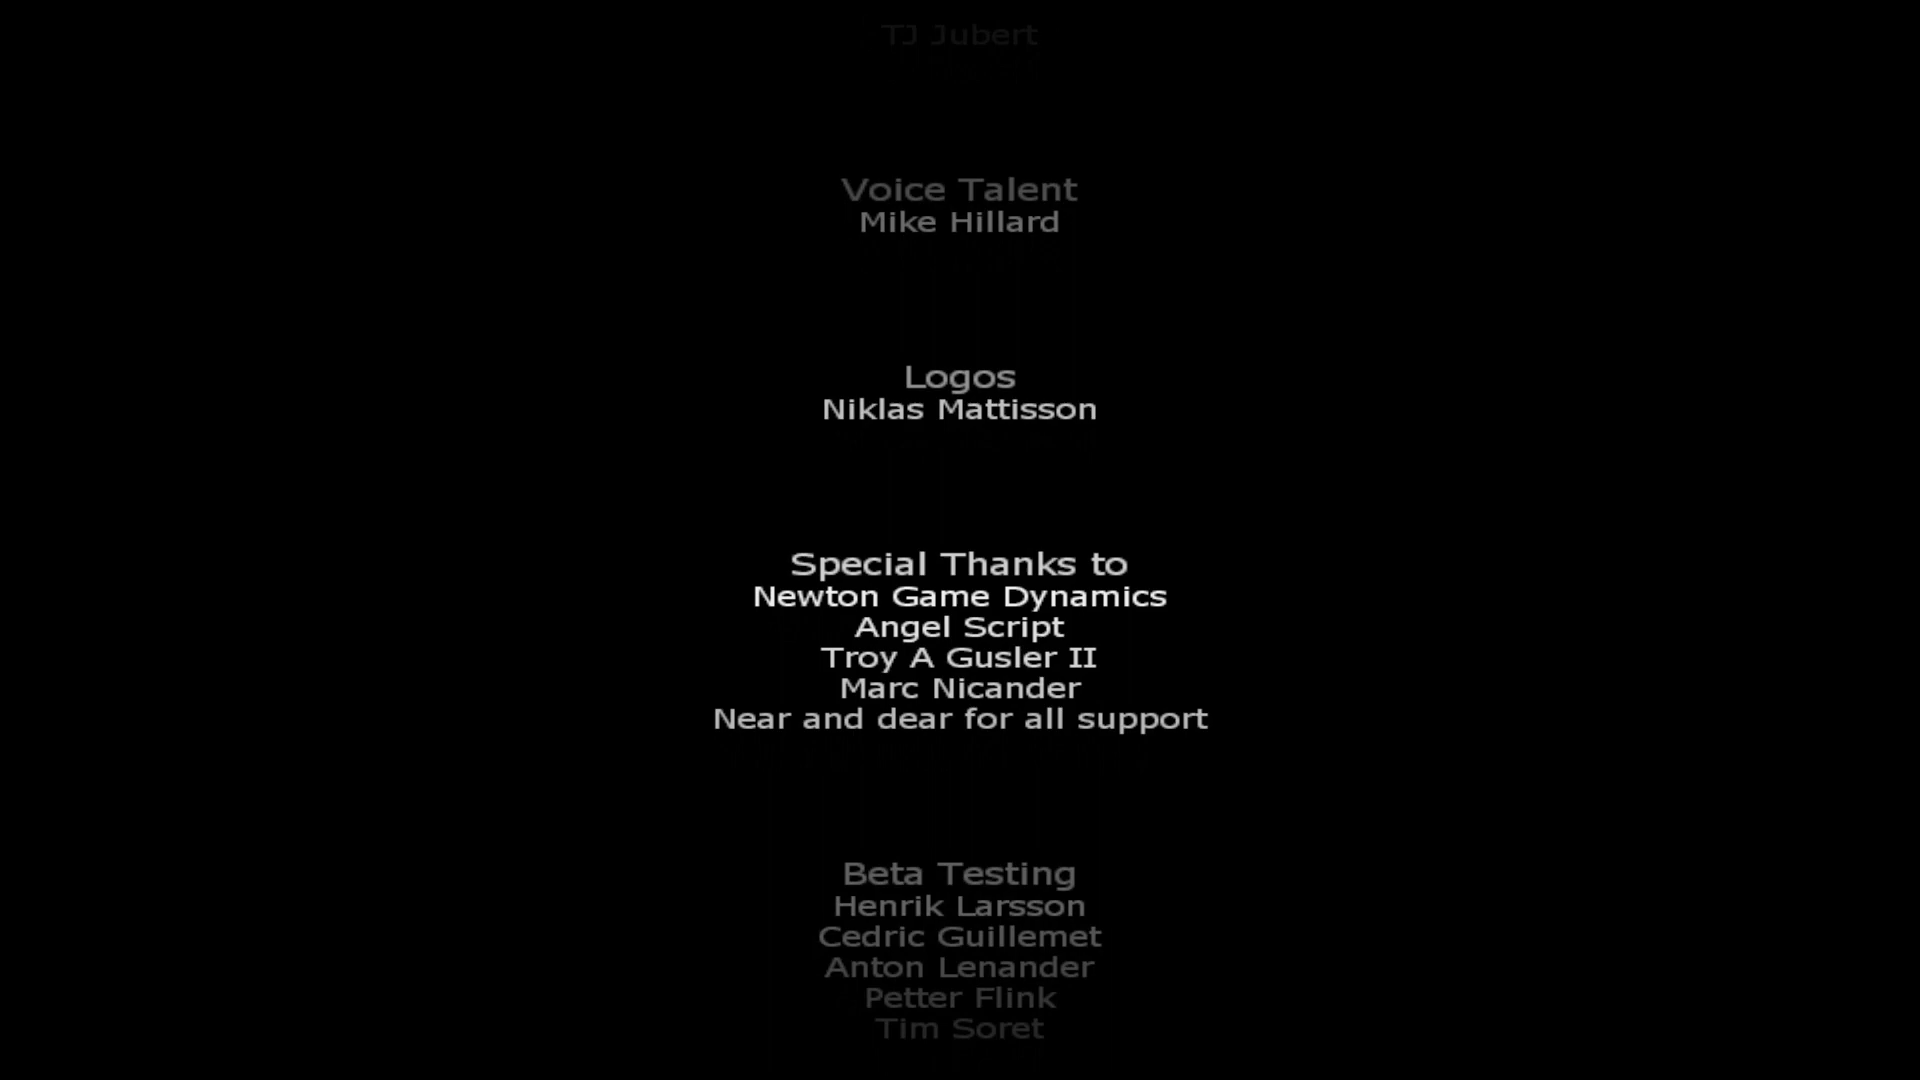 TJ Jubert
Voice Talent
Mike Hillard
Logos
Niklas Mattisson
Special Thanks to
Newton Game Dynamics
Angel Script
Troy A Gusler II
Marc Nicander
Near and dear for all support
Beta Testing
Henrik Larsson
Cedric Guillemet
Anton Lenander
Petter Flink
Tim Soret